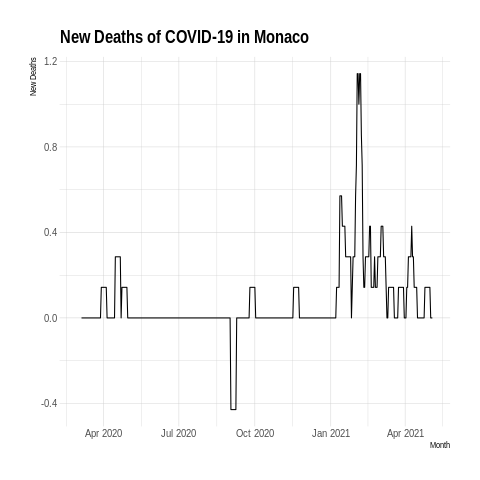 New Deaths of COVID-19 in Monaco
New Deaths
1.2
0.8
0.4
0.0
-0.4
Apr 2020 Jul 2020 Oct 2020 Jan 2021 Apr 2021
Month